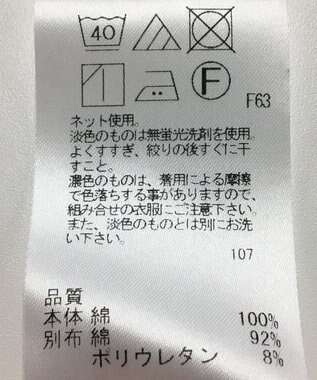 40
F
F63
ネット使用。
淡色のものは無蛍光洗剤を使用。
よくすすぎ、絞りの後すぐに干
すこと。
濃色のものは、着用による摩擦
で色落ちする事がありますので、
組み合せの衣服にご注意下さい。
また、淡色のものとは別にお洗
い下さい。
107
品質
本体 綿 100%
別布 綿 92%
ポリウレタン 8%